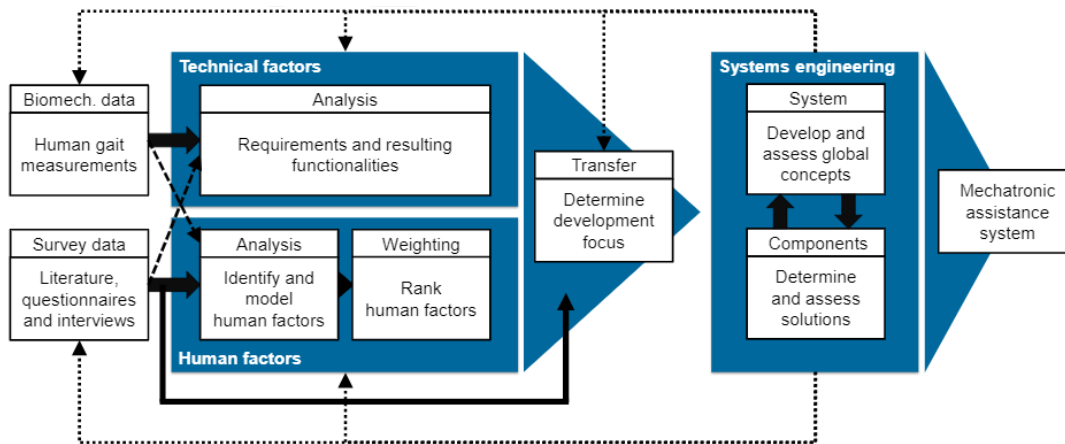 Technical factors
Biomech. data
Human gait
measurements
Analysis
Requirements and resulting
functionalities
Survey data
Literature,
questionnaires
and interviews
Analysis
Identify and
model
human factors
Weighting
Rank
human factors
Human factors
Transfer
Determine
development
focus
Systems engineering
System
Develop and
assess global
concepts
Components
Determine
and assess
solutions
Mechatronic
assistance
system